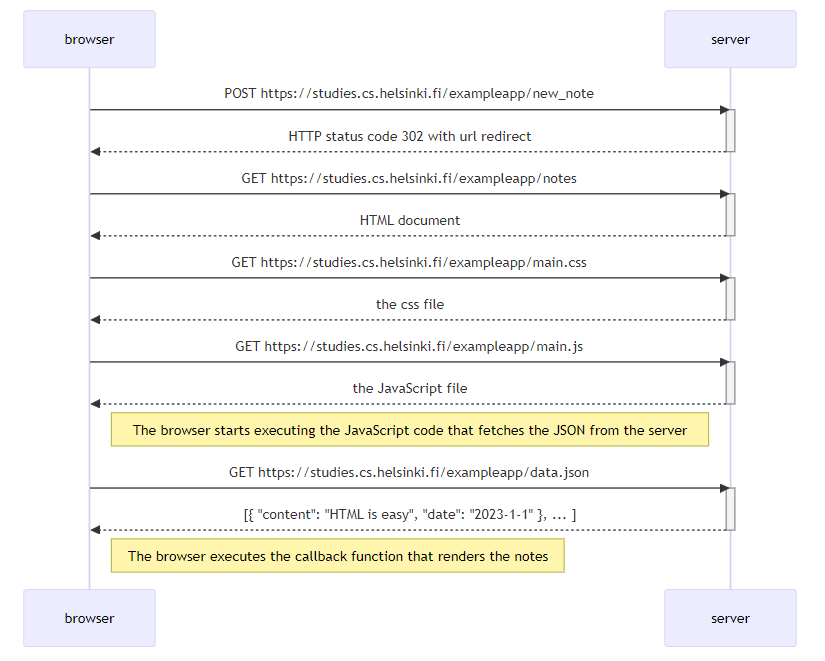 browser
server
POST https://studies.cs.helsinki.fi/exampleapp/new_note
HTTP status code 302 with url redirect
GET https://studies.cs.helsinki.fi/exampleapp/notes
HTML document
GET https://studies.cs.helsinki.fi/exampleapp/main.css
the css file
GET https://studies.cs.helsinki.fi/exampleapp/main.js
the JavaScript file
The browser starts executing the JavaScript code that fetches the JSON from the server
GET https://studies.cs.helsinki.fi/exampleapp/data.json
[{ "content": "HTML is easy", "date": "2023-1-1" }, ... ]
The browser executes the callback function that renders the notes
browser
server